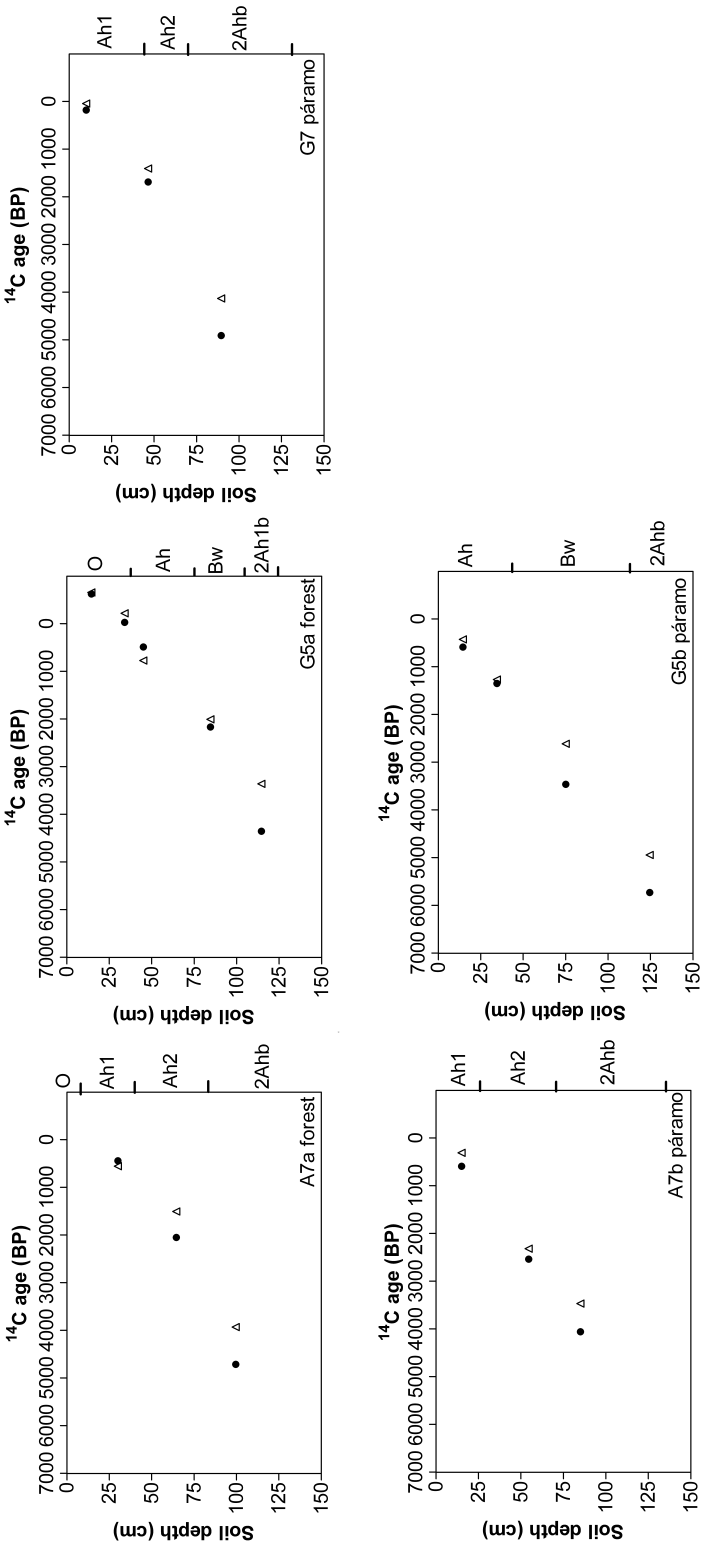 14C age (BP)
7000 6000 5000 4000 3000 2000 1000 0
0
25
50
75
100
125
150
Soil depth (cm)
O
Ah1
Ah2
2Ahb
A7a forest
14C age (BP)
7000 6000 5000 4000 3000 2000 1000 0
0
25
50
75
100
125
150
Soil depth (cm)
O
Ah
Bw
2Ah1b
G5a forest
14C age (BP)
7000 6000 5000 4000 3000 2000 1000 0
0
25
50
75
100
125
150
Soil depth (cm)
Ah1
Ah2
2Ahb
G7 páramo
14C age (BP)
7000 6000 5000 4000 3000 2000 1000 0
0
25
50
75
100
125
150
Soil depth (cm)
Ah1
Ah2
2Ahb
A7b páramo
14C age (BP)
7000 6000 5000 4000 3000 2000 1000 0
0
25
50
75
100
125
150
Soil depth (cm)
Ah
Bw
2Ahb
G5b páramo